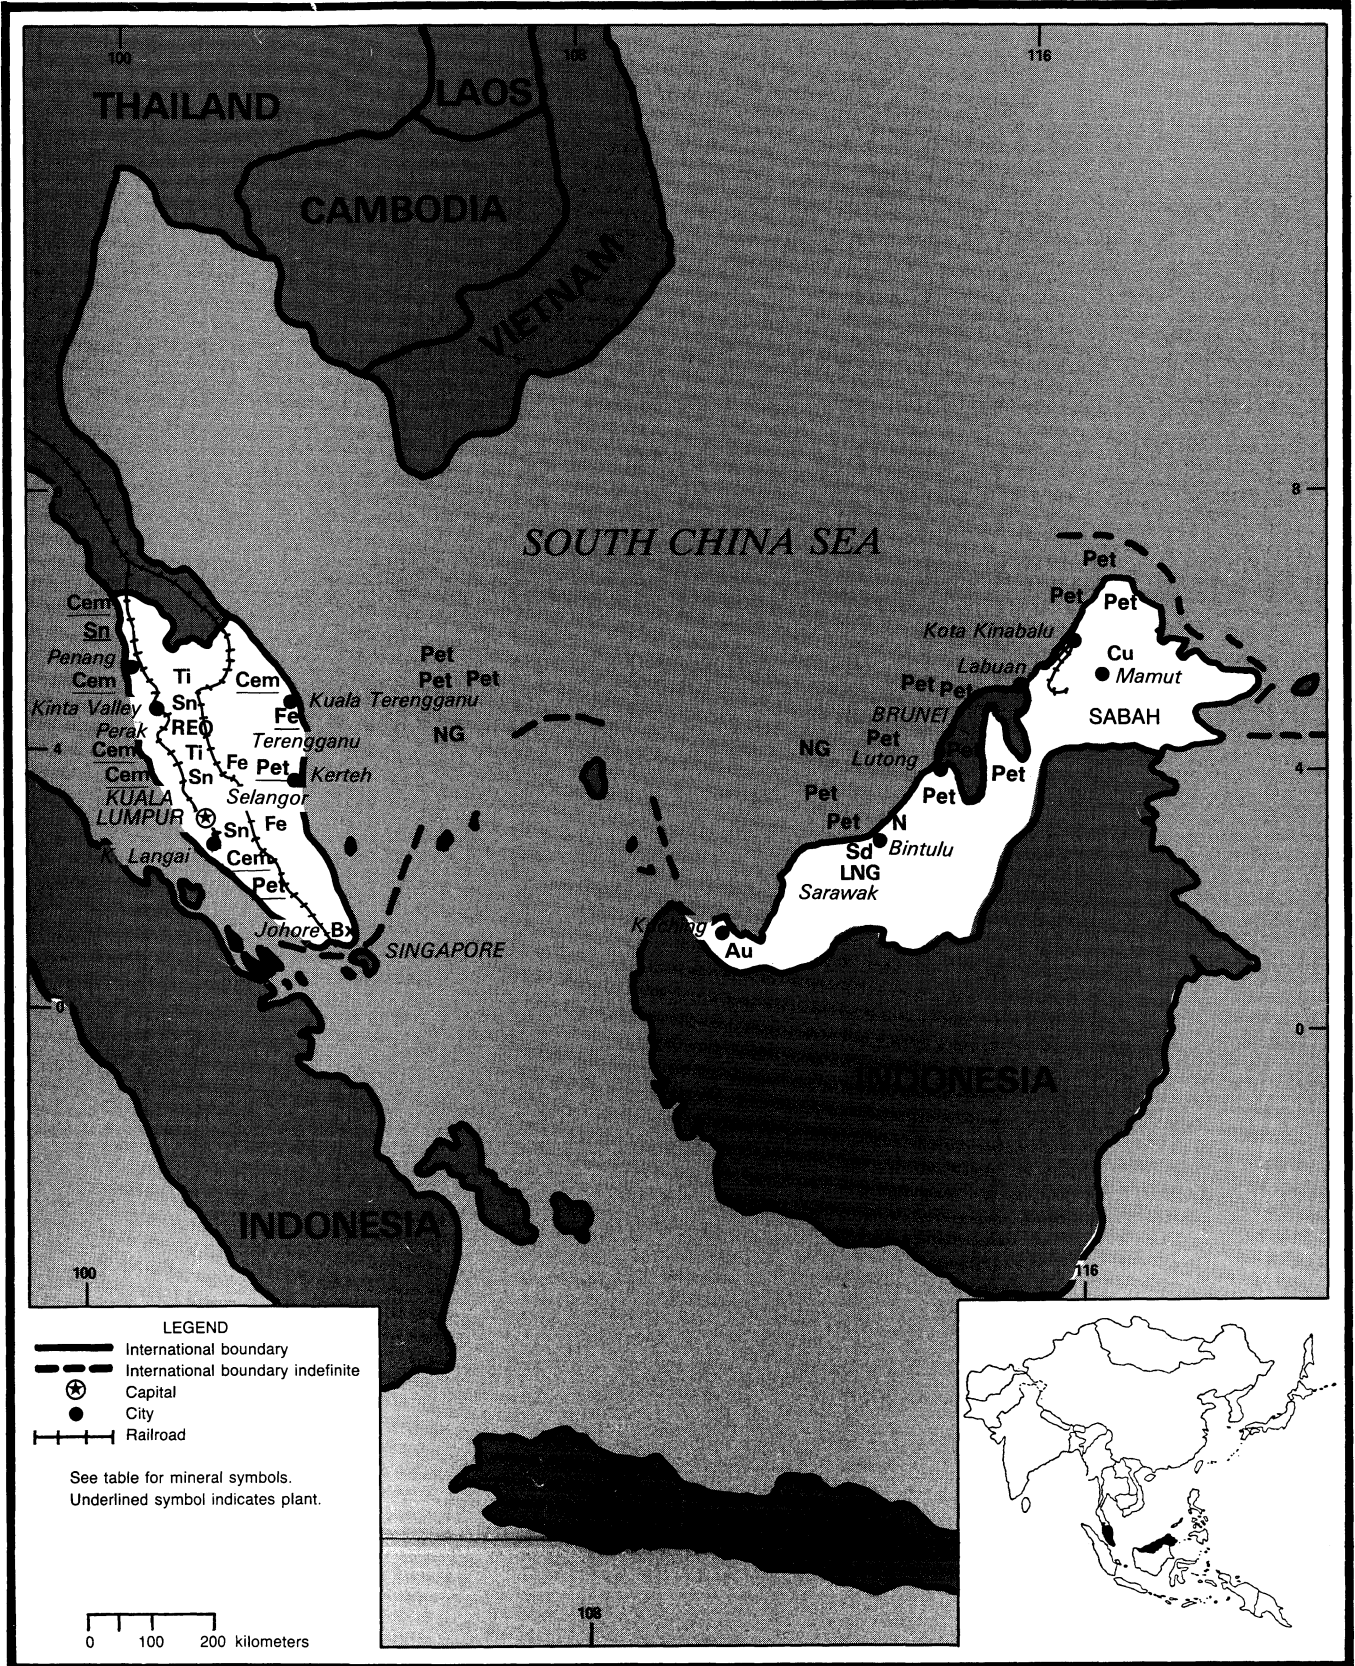 100
108
116
THAILAND
LAOS
CAMBODIA
VIETNAM
8
SOUTH CHINA SEA
Pet
Pet
Pet
Cem
Sn
Penang
Cem
Kinta Valley
Perak
Cem
Cem
KUALA
LUMPUR
K. Langai
Ti
Sn
REO
Ti
Sn
Cem
Kuala Terengganu
Fe
Terengganu
Fe
Pet
Kerteh
Selangor
Sn
Fe
Cem
Pet
Johore
Bx
SINGAPORE
Pet
Pet
Pet
NG
Kota Kinabalu
Labuan
Cu
Mamut
SABAH
Pet
Pet
BRUNEI
NG
Pet
Lutong
Pet
Pet
Pet
Pet
Pet
N
Bintulu
Sd
LNG
Sarawak
Kuching
Au
4
4
0
0
INDONESIA
INDONESIA
100
116
108
LEGEND
International boundary
International boundary indefinite
Capital
City
Railroad
See table for mineral symbols.
Underlined symbol indicates plant.
0 100 200 kilometers